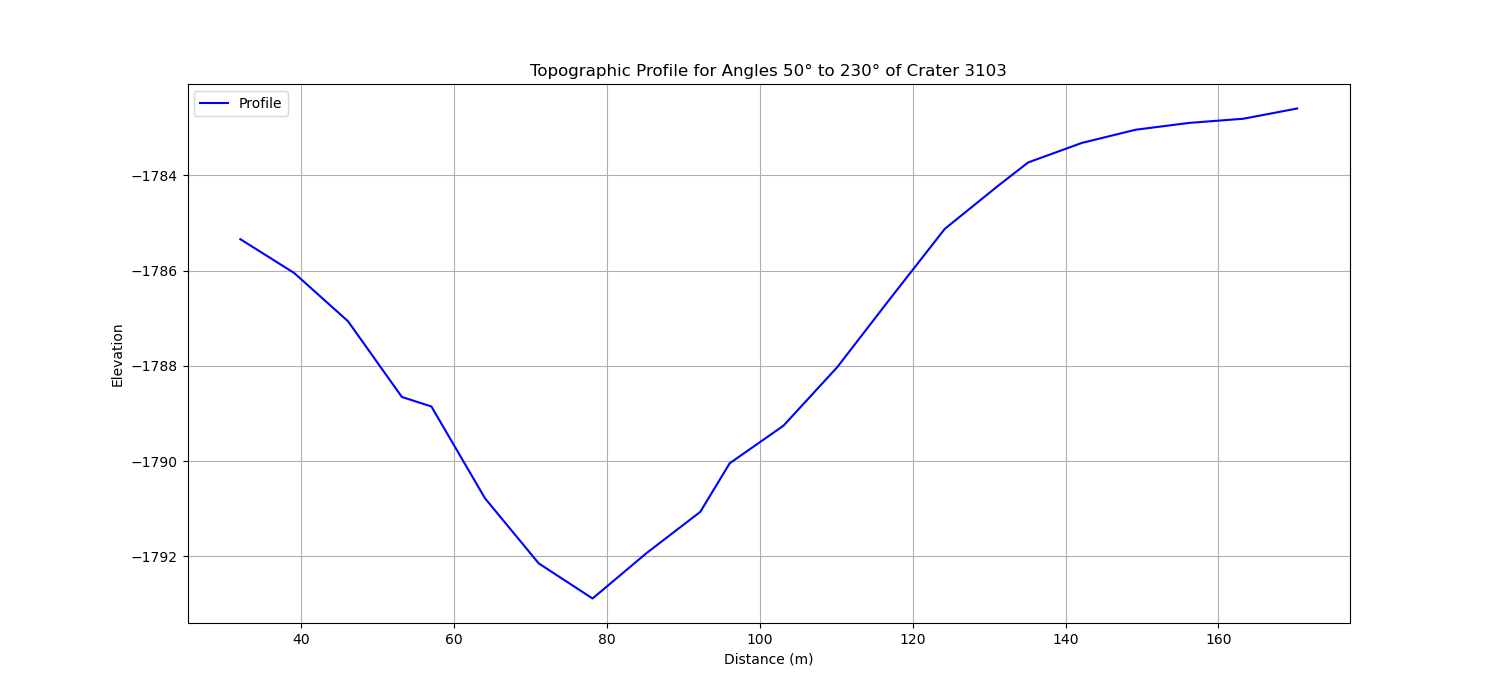 Topographic Profile for Angles 50° to 230° of Crater 3103
Profile
−1784
−1786
−1788
−1790
−1792
Elevation
40 60 80 100 120 140 160
Distance (m)